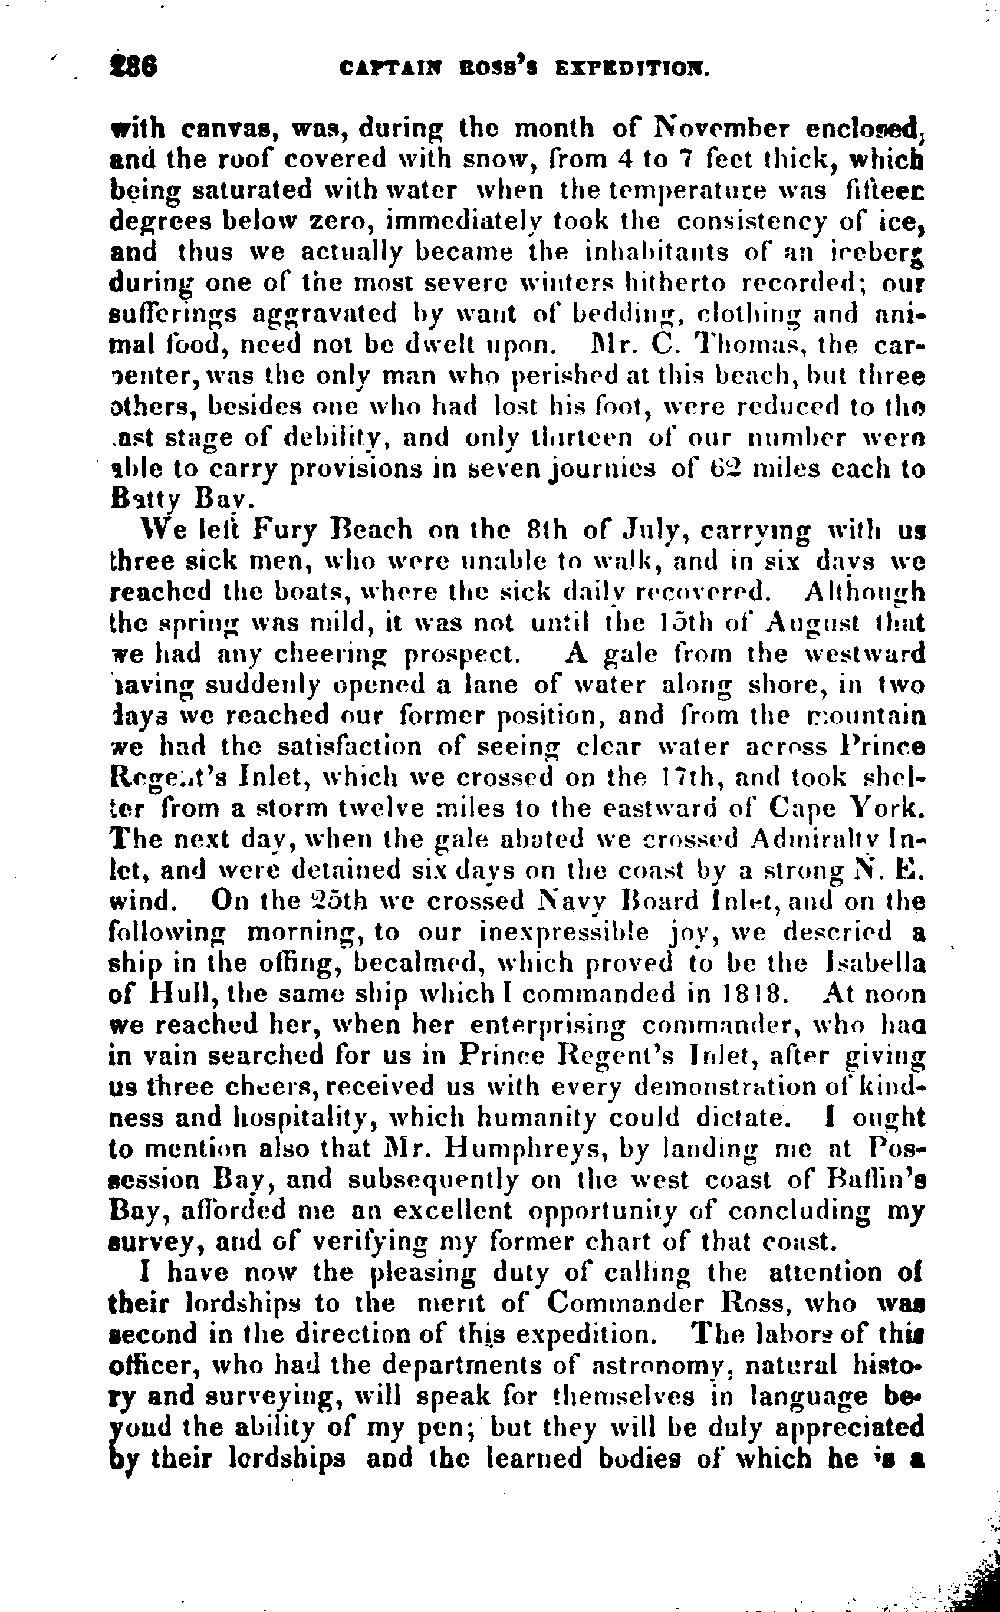 286 CAPTAIN ROSS'S EXPEDITION.
with canvas, was, during the month of November enclosed,
and the roof covered with snow, from 4 to 7 feet thick, which
being saturated with water when the temperature was fifteen
degrees below zero, immediately took the consistency of ice,
and thus we actually became the inhabitants of an iceberg
during one of the most severe winters hitherto recorded; our
sufferings aggravated by want of bedding, clothing and ani-
mal food, need not be dwelt upon. Mr. C. Thomas, the car-
penter, was the only man who perished at this beach, but three
others, besides one who had lost his foot, were reduced to the
last stage of debility, and only thirteen of our number were
able to carry provisions in seven journies of 62 miles each to
Batty Bay.
We left Fury Beach on the 8th of July, carrying with us
three sick men, who were unable to walk, and in six days we
reached the boats, where the sick daily recovered. Although
the spring was mild, it was not until the 15th of August that
we had any cheering prospect. A gale from the westward
having suddenly opened a lane of water along shore, in two
days we reached our former position, and from the mountain
we had the satisfaction of seeing clear water across Prince
Regent's Inlet, which we crossed on the 17th, and took shel-
ter from a storm twelve miles to the eastward of Cape York.
The next day, when the gale abated we crossed Admiralty In-
let, and were detained six days on the coast by a strong N. E.
wind. On the 25th we crossed Navy Board Inlet, and on the
following morning, to our inexpressible joy, we descried a
ship in the offing, becalmed, which proved to be the Isabella
of Hull, the same ship which I commanded in 1818. At noon
we reached her, when her enterprising commander, who had
in vain searched for us in Prince Regent's Inlet, after giving
us three cheers, received us with every demonstration of kind-
ness and hospitality, which humanity could dictate. I ought
to mention also that Mr. Humphreys, by landing me at Pos-
session Bay, and subsequently on the west coast of Baffin's
Bay, afforded me an excellent opportunity of concluding my
survey, and of verifying my former chart of that coast.
I have now the pleasing duty of calling the attention of
their lordships to the merit of Commander Ross, who was
second in the direction of this expedition. The labors of this
officer, who had the departments of astronomy, natural histo-
ry and surveying, will speak for themselves in language be-
yond the ability of my pen; but they will be duly appreciated
by their lordships and the learned bodies of which he is a